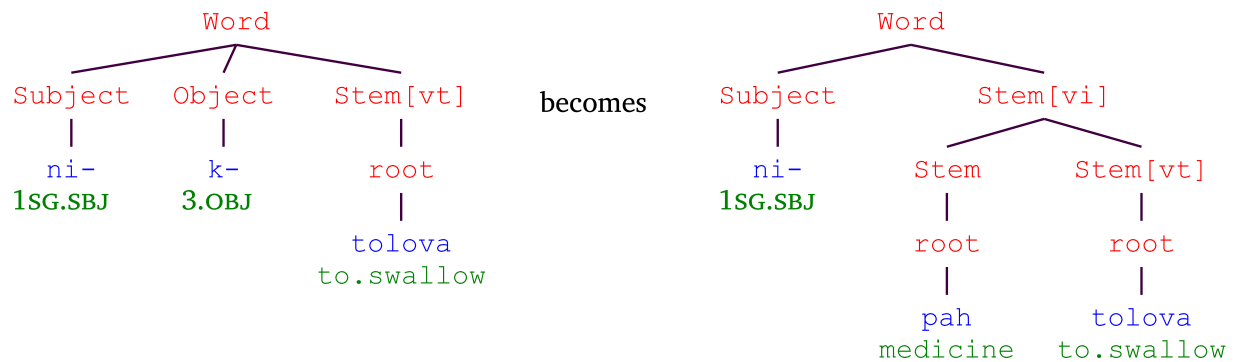 Word
Subject Object Stem[vt]
ni- k- root
1SG.SBJ 3.OBJ
tolova
to.swallow
becomes
Word
Subject Stem[vi]
ni- Stem Stem[vt]
1SG.SBJ
root root
pah tolova
medicine to.swallow